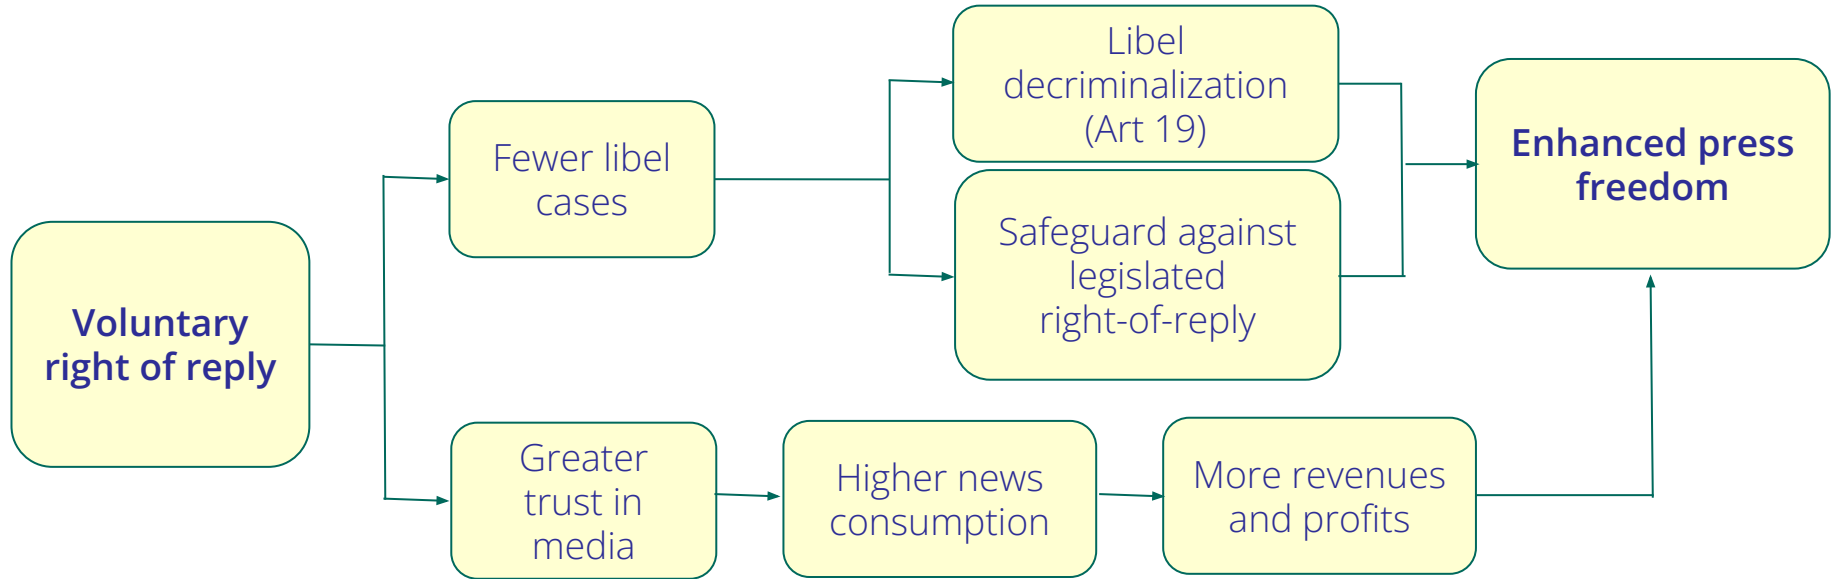 Voluntary
right of reply
Fewer libel
cases
Libel
decriminalization
(Art 19)
Safeguard against
legislated
right-of-reply
Enhanced press
freedom
Greater
trust in
media
Higher news
consumption
More revenues
and profits